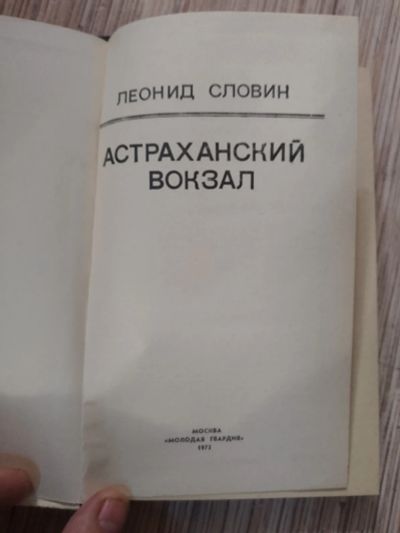 ЛЕОНИД СЛОВИН
АСТРАХАНСКИЙ
ВОКЗАЛ
МОСКВА
«МОЛОДАЯ ГВАРДИЯ»